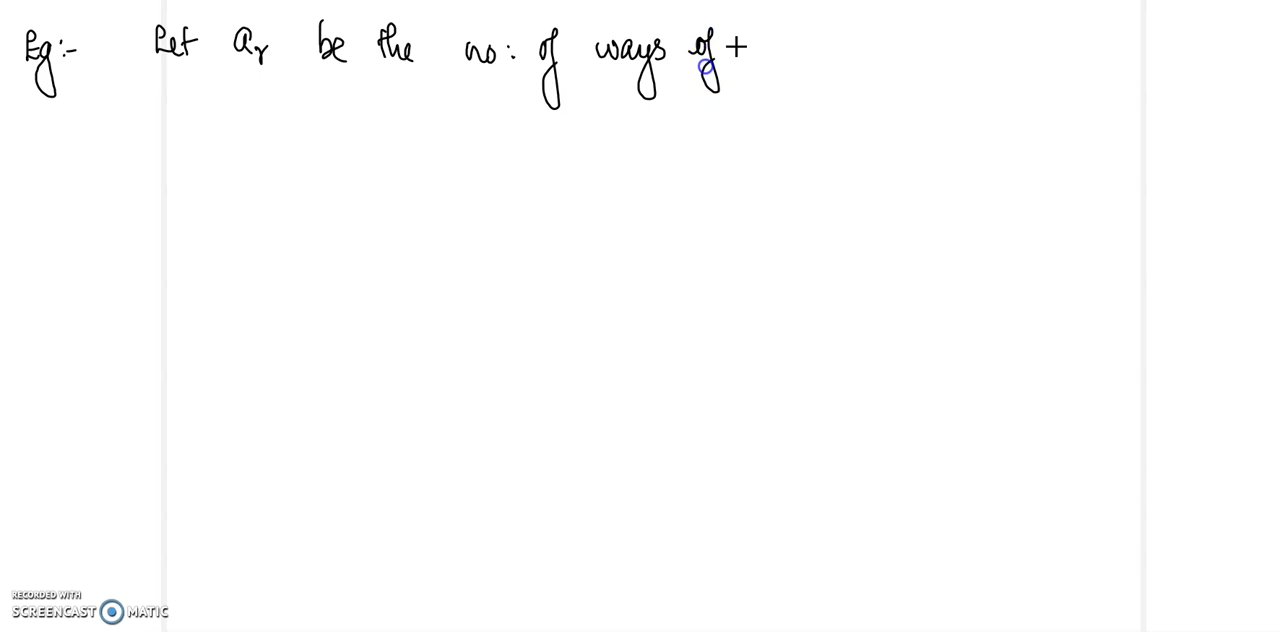 Eg:- Let aᵣ be the no: of ways of t
RECORDED WITH
SCREENCAST MATIC